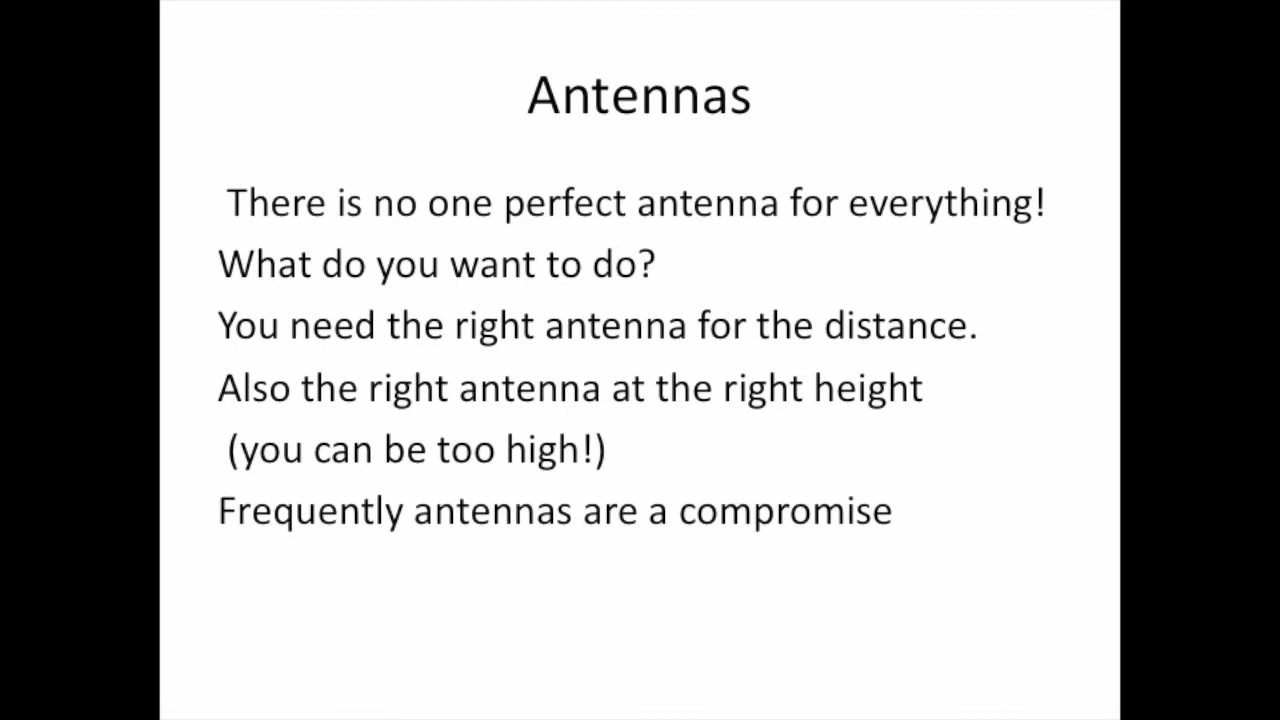 Antennas
There is no one perfect antenna for everything!
What do you want to do?
You need the right antenna for the distance.
Also the right antenna at the right height
(you can be too high!)
Frequently antennas are a compromise